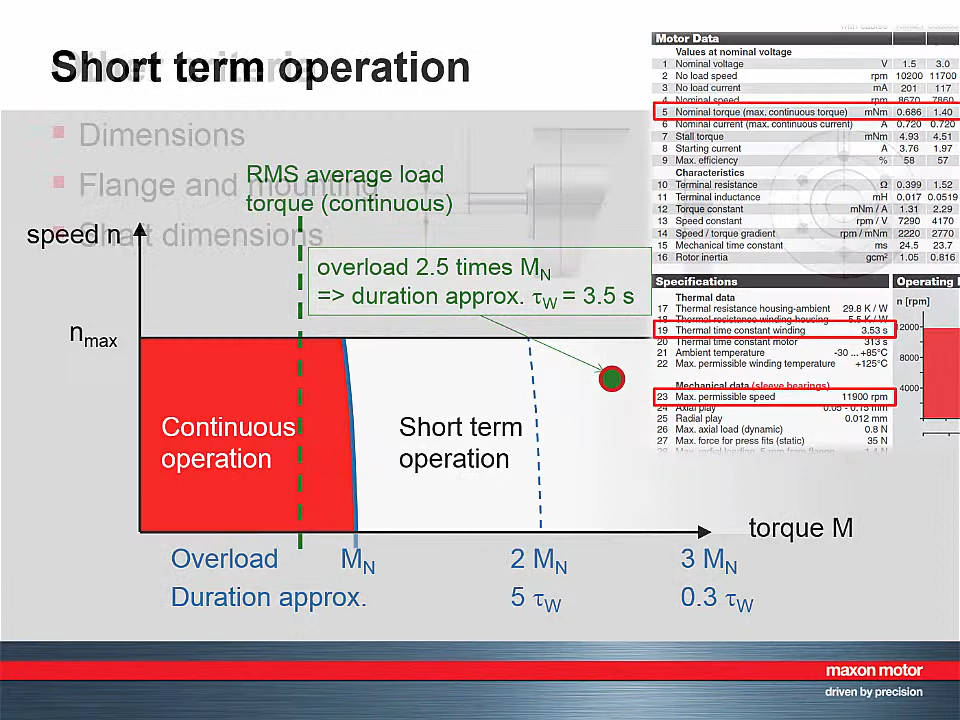 Short term operation
Dimensions
Flange and mounting
Shaft dimensions
RMS average load
torque (continuous)
speed n
overload 2.5 times MN
=> duration approx. τW = 3.5 s
nmax
Continuous
operation
Short term
operation
torque M
Overload MN 2 MN 3 MN
Duration approx. 5 τW 0.3 τW
Motor Data
Values at nominal voltage
1 Nominal voltage V 1.5 3.0
2 No load speed rpm 10200 11700
3 No load current mA 201 117
4 Nominal speed rpm 8670 7860
5 Nominal torque (max. continuous torque) mNm 0.686 1.40
6 Nominal current (max. continuous current) A 0.720 0.720
7 Stall torque mNm 4.93 4.51
8 Starting current A 3.76 1.97
9 Max. efficiency % 58 57
Characteristics
10 Terminal resistance Ω 0.399 1.52
11 Terminal inductance mH 0.017 0.0519
12 Torque constant mNm / A 1.31 2.29
13 Speed constant rpm / V 7290 4170
14 Speed / torque gradient rpm / mNm 2220 2770
15 Mechanical time constant ms 24.5 23.7
16 Rotor inertia gcm² 1.05 0.816
Specifications
Operating
Thermal data
17 Thermal resistance housing-ambient 29.8 K / W
18 Thermal resistance winding-housing 5.5 K / W
19 Thermal time constant winding 3.53 s
20 Thermal time constant motor 313 s
21 Ambient temperature -30 ... +85°C
22 Max. permissible winding temperature +125°C
Mechanical data (sleeve bearings)
23 Max. permissible speed 11900 rpm
24 Axial play 0.05 - 0.15 mm
25 Radial play 0.012 mm
26 Max. axial load (dynamic) 0.8 N
27 Max. force for press fits (static) 35 N
n [rpm]
12000
8000
4000
maxon motor
driven by precision